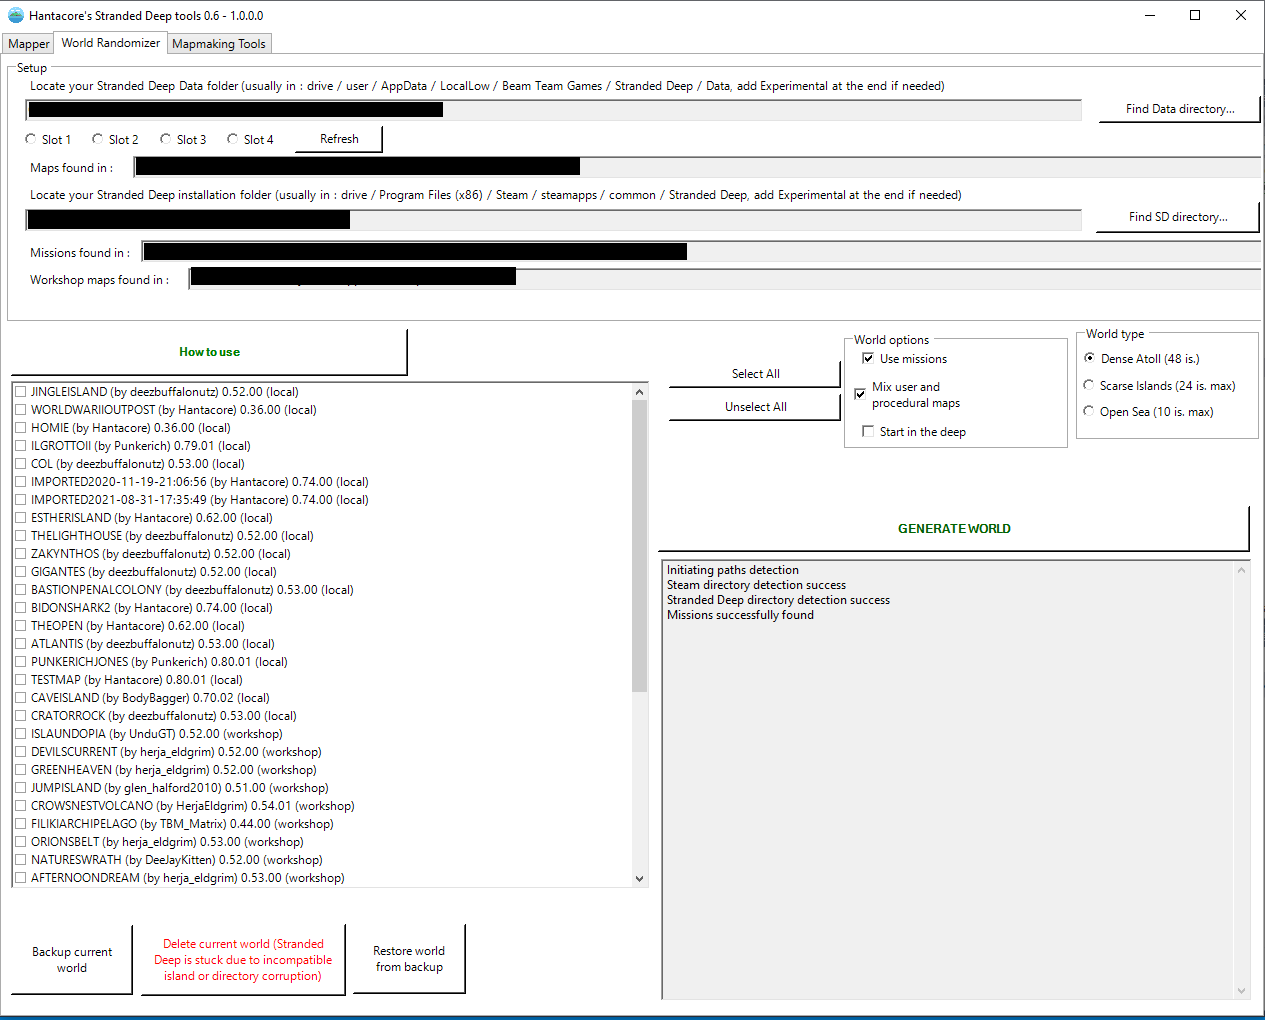 Hantacore's Stranded Deep tools 0.6 - 1.0.0.0
Mapper World Randomizer Mapmaking Tools
Setup
Locate your Stranded Deep Data folder (usually in : drive / user / AppData / LocalLow / Beam Team Games / Stranded Deep / Data, add Experimental at the end if needed)
Find Data directory...
Slot 1 Slot 2 Slot 3 Slot 4 Refresh
Maps found in :
Locate your Stranded Deep installation folder (usually in : drive / Program Files (x86) / Steam / steamapps / common / Stranded Deep, add Experimental at the end if needed)
Find SD directory...
Missions found in :
Workshop maps found in :
How to use
JINGLEISLAND (by deezbuffalonutz) 0.52.00 (local)
WORLDWARIIOUTPOST (by Hantacore) 0.36.00 (local)
HOMIE (by Hantacore) 0.36.00 (local)
ILGROTTOII (by Punkerich) 0.79.01 (local)
COL (by deezbuffalonutz) 0.53.00 (local)
IMPORTED2020-11-19-21:06:56 (by Hantacore) 0.74.00 (local)
IMPORTED2021-08-31-17:35:49 (by Hantacore) 0.74.00 (local)
ESTHERISLAND (by Hantacore) 0.62.00 (local)
THELIGHTHOUSE (by deezbuffalonutz) 0.52.00 (local)
ZAKYNTHOS (by deezbuffalonutz) 0.52.00 (local)
GIGANTES (by deezbuffalonutz) 0.52.00 (local)
BASTIONPENALCOLONY (by deezbuffalonutz) 0.53.00 (local)
BIDONSHARK2 (by Hantacore) 0.74.00 (local)
THEOPEN (by Hantacore) 0.62.00 (local)
ATLANTIS (by deezbuffalonutz) 0.53.00 (local)
PUNKERICHJONES (by Punkerich) 0.80.01 (local)
TESTMAP (by Hantacore) 0.80.01 (local)
CAVEISLAND (by BodyBagger) 0.70.02 (local)
CRATORROCK (by deezbuffalonutz) 0.53.00 (local)
ISLAUNDOPIA (by UnduGT) 0.52.00 (workshop)
DEVILSCURRENT (by herja_eldgrim) 0.52.00 (workshop)
GREENHEAVEN (by herja_eldgrim) 0.52.00 (workshop)
JUMPISLAND (by glen_halford2010) 0.51.00 (workshop)
CROWSNESTVOLCANO (by HerjaEldgrim) 0.54.01 (workshop)
FILIKIARCHIPELAGO (by TBM_Matrix) 0.44.00 (workshop)
ORIONSBELT (by herja_eldgrim) 0.53.00 (workshop)
NATURESWRATH (by DeeJayKitten) 0.52.00 (workshop)
AFTERNOONDREAM (by herja_eldgrim) 0.53.00 (workshop)
Select All
Unselect All
World options
Use missions
Mix user and
procedural maps
Start in the deep
World type
Dense Atoll (48 is.)
Scarse Islands (24 is. max)
Open Sea (10 is. max)
GENERATE WORLD
Initiating paths detection
Steam directory detection success
Stranded Deep directory detection success
Missions successfully found
Backup current
world
Delete current world (Stranded
Deep is stuck due to incompatible
island or directory corruption)
Restore world
from backup